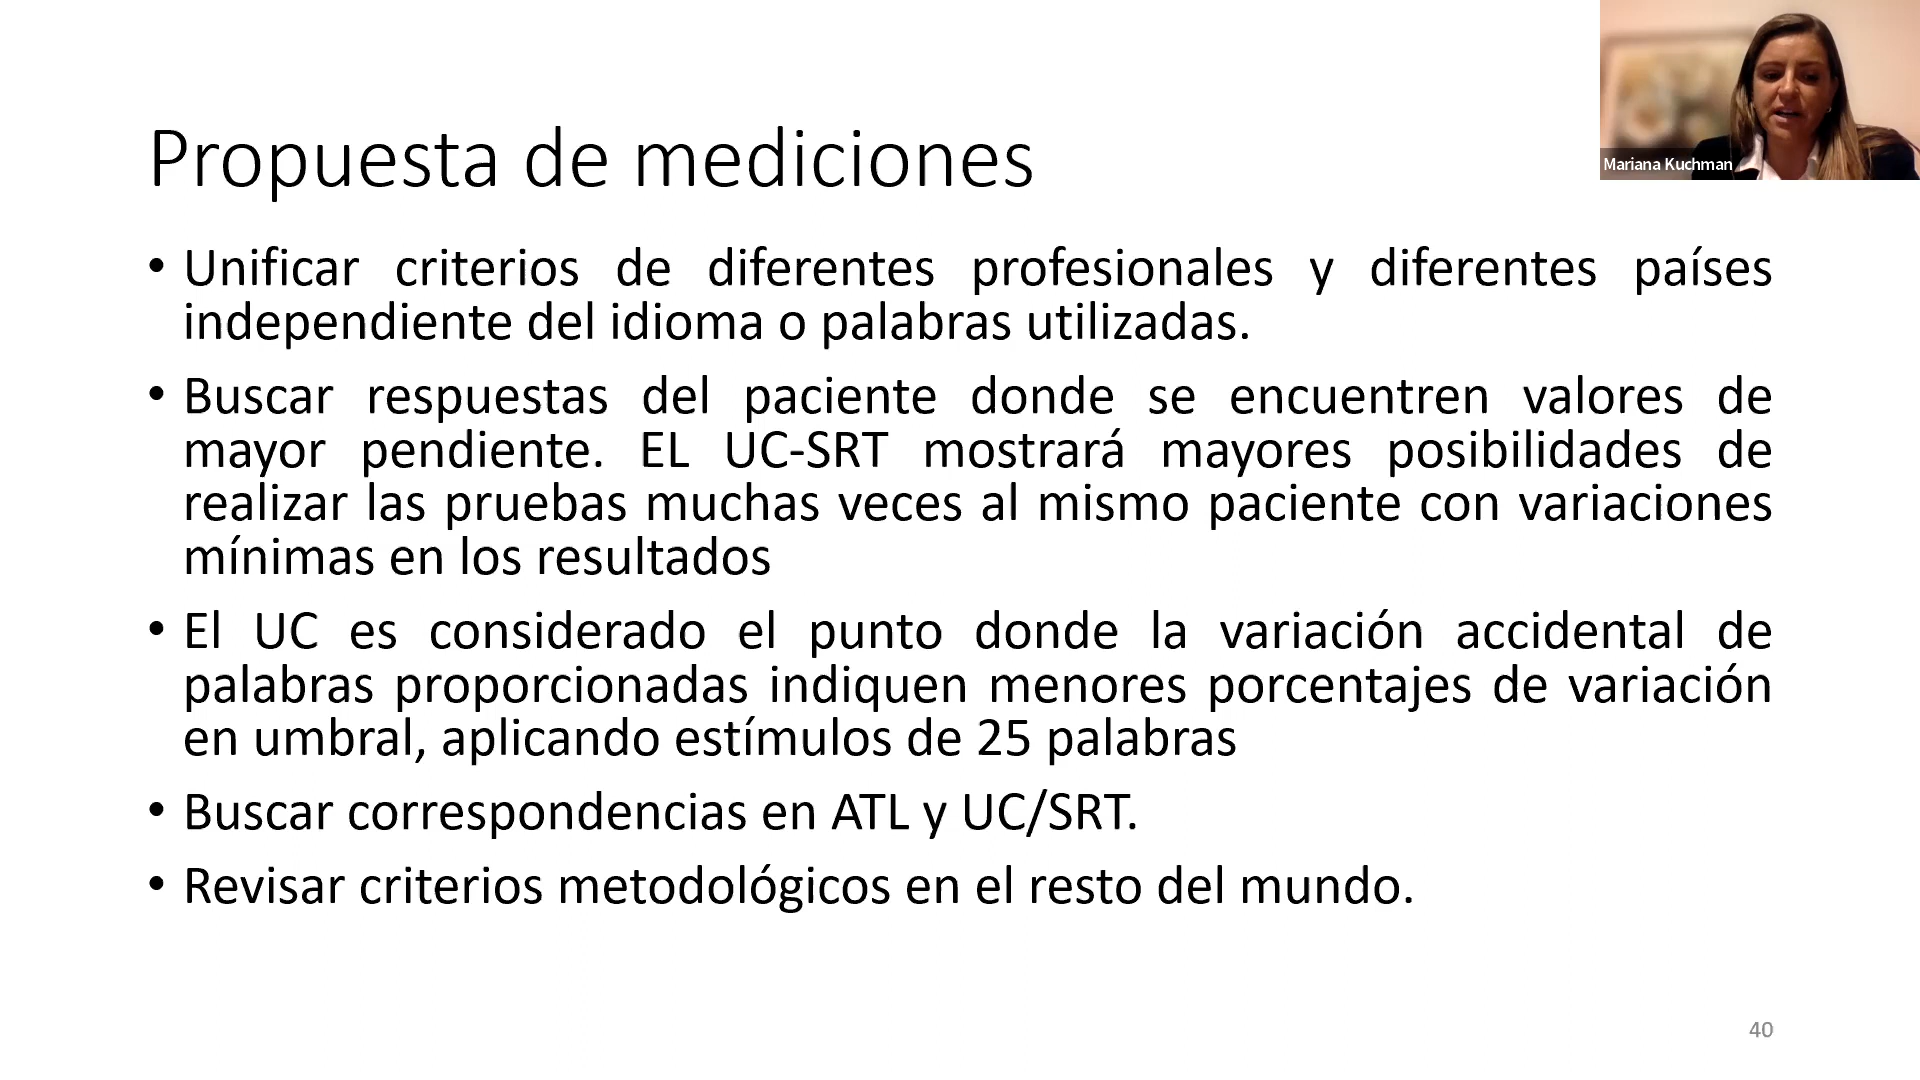 Mariana Kuchman
Propuesta de mediciones
• Unificar criterios de diferentes profesionales y diferentes países
independiente del idioma o palabras utilizadas.
• Buscar respuestas del paciente donde se encuentren valores de
mayor pendiente. EL UC-SRT mostrará mayores posibilidades de
realizar las pruebas muchas veces al mismo paciente con variaciones
mínimas en los resultados
• El UC es considerado el punto donde la variación accidental de
palabras proporcionadas indiquen menores porcentajes de variación
en umbral, aplicando estímulos de 25 palabras
• Buscar correspondencias en ATL y UC/SRT.
• Revisar criterios metodológicos en el resto del mundo.
40